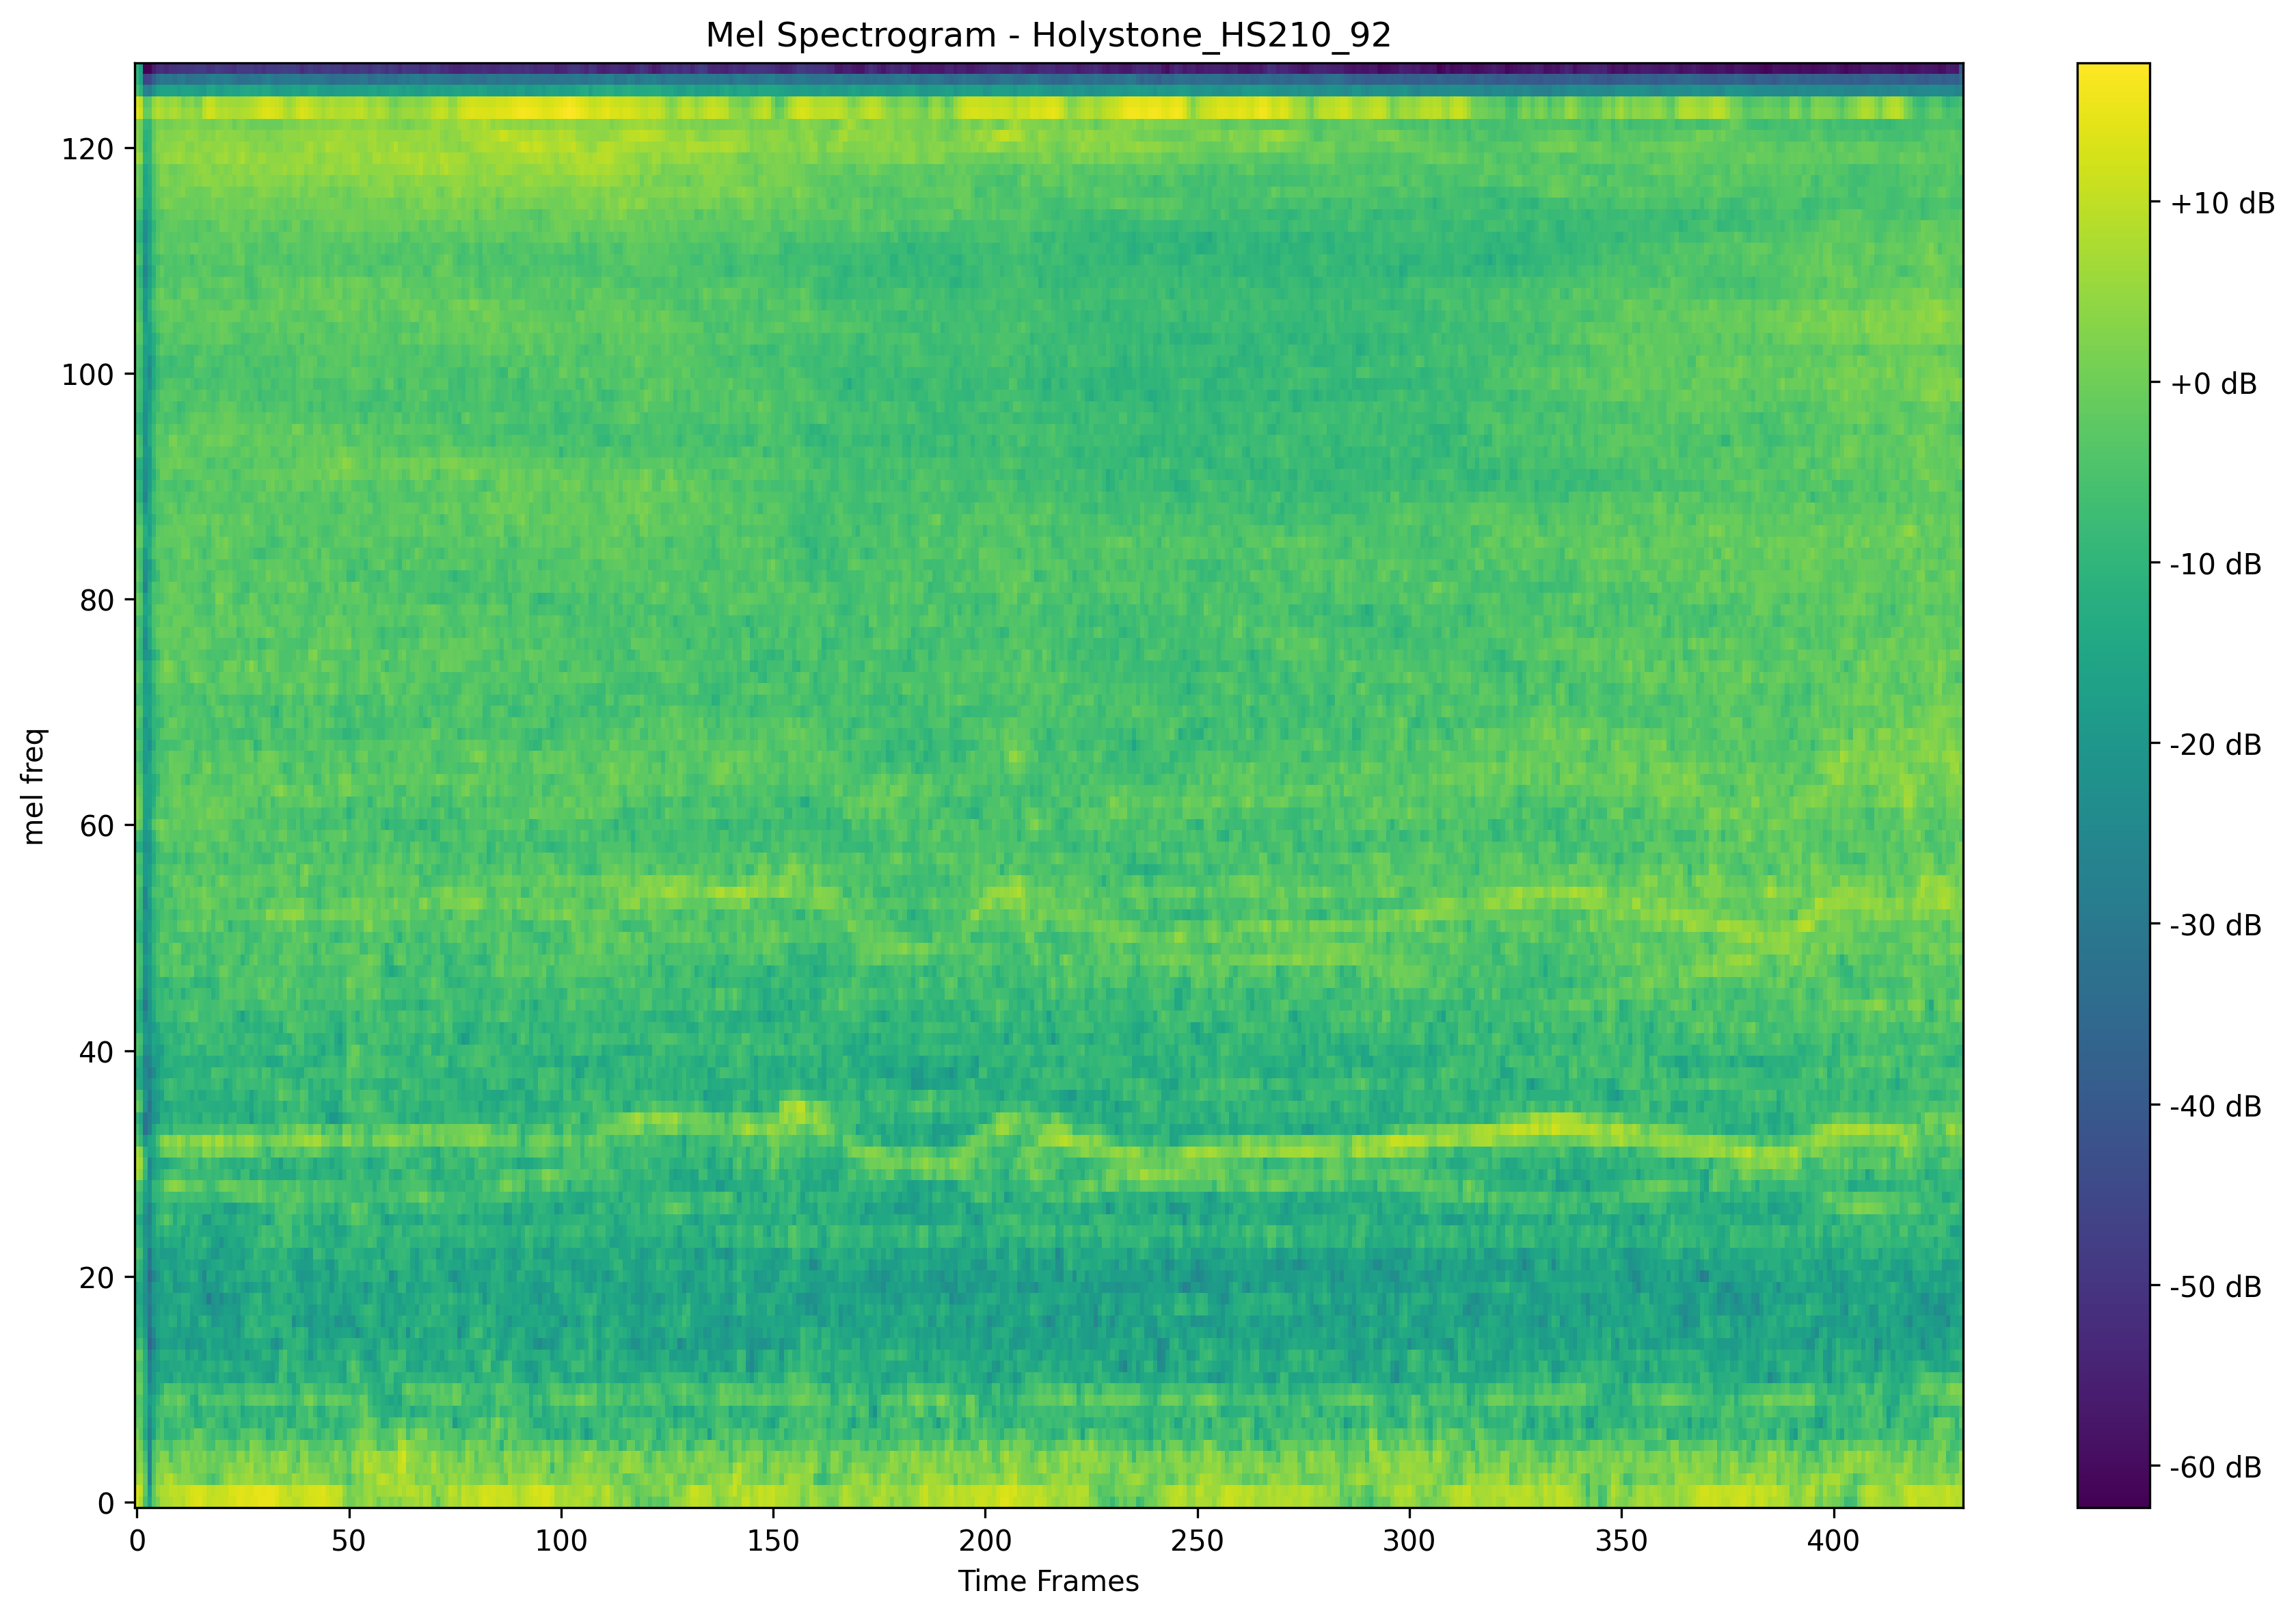 Mel Spectrogram - Holystone_HS210_92
mel freq
120
100
80
60
40
20
0
0 50 100 150 200 250 300 350 400
Time Frames
+10 dB
+0 dB
-10 dB
-20 dB
-30 dB
-40 dB
-50 dB
-60 dB